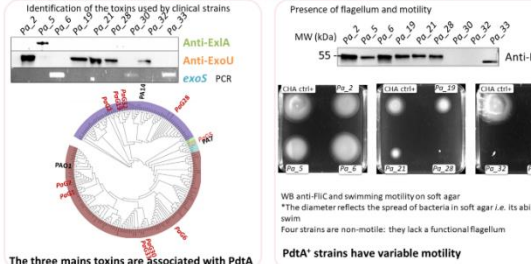 Identification of the toxins used by clinical strains
Pa_2 Pa_5 Pa_6 Pa_19 Pa_21 Pa_28 Pa_30 Pa_32 Pa_33
Anti-ExlA
Anti-ExoU
exoS PCR
PA14
PaG28
PA7
PAO1
PaG6
The three mains toxins are associated with PdtA
Presence of flagellum and motility
Pa_2 Pa_5 Pa_6 Pa_19 Pa_21 Pa_28 Pa_30 Pa_32 Pa_33
MW (kDa)
55
Anti-
CHA ctrl+ Pa_2
Pa_5 Pa_6
CHA ctrl+ Pa_19
Pa_21 Pa_28
CHA ctrl+
Pa_32
WB anti-FliC and swimming motility on soft agar
*The diameter reflects the spread of bacteria in soft agar i.e. its abi
swim
Four strains are non-motile: they lack a functional flagellum
PdtA⁺ strains have variable motility